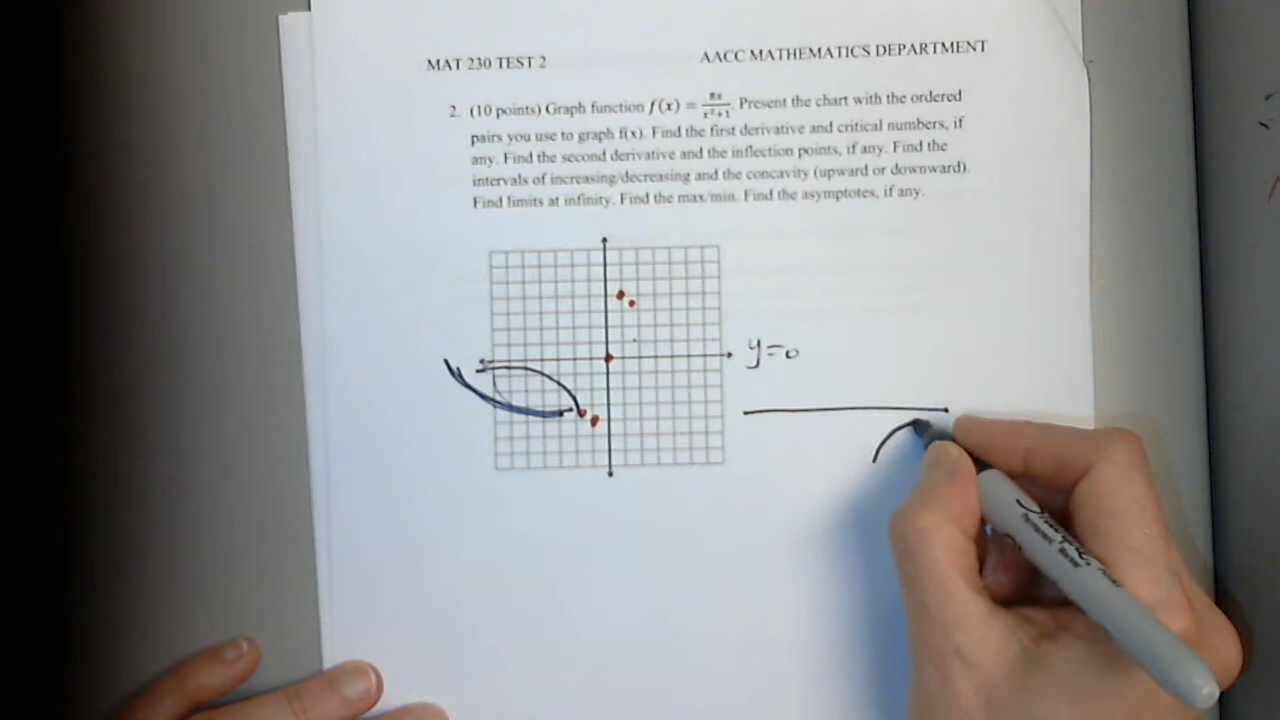 MAT 230 TEST 2
AACC MATHEMATICS DEPARTMENT
2. (10 points) Graph function f(x) = 8x/x²+1. Present the chart with the ordered
pairs you use to graph f(x). Find the first derivative and critical numbers, if
any. Find the second derivative and the inflection points, if any. Find the
intervals of increasing/decreasing and the concavity (upward or downward).
Find limits at infinity. Find the max/min. Find the asymptotes, if any.
y=0